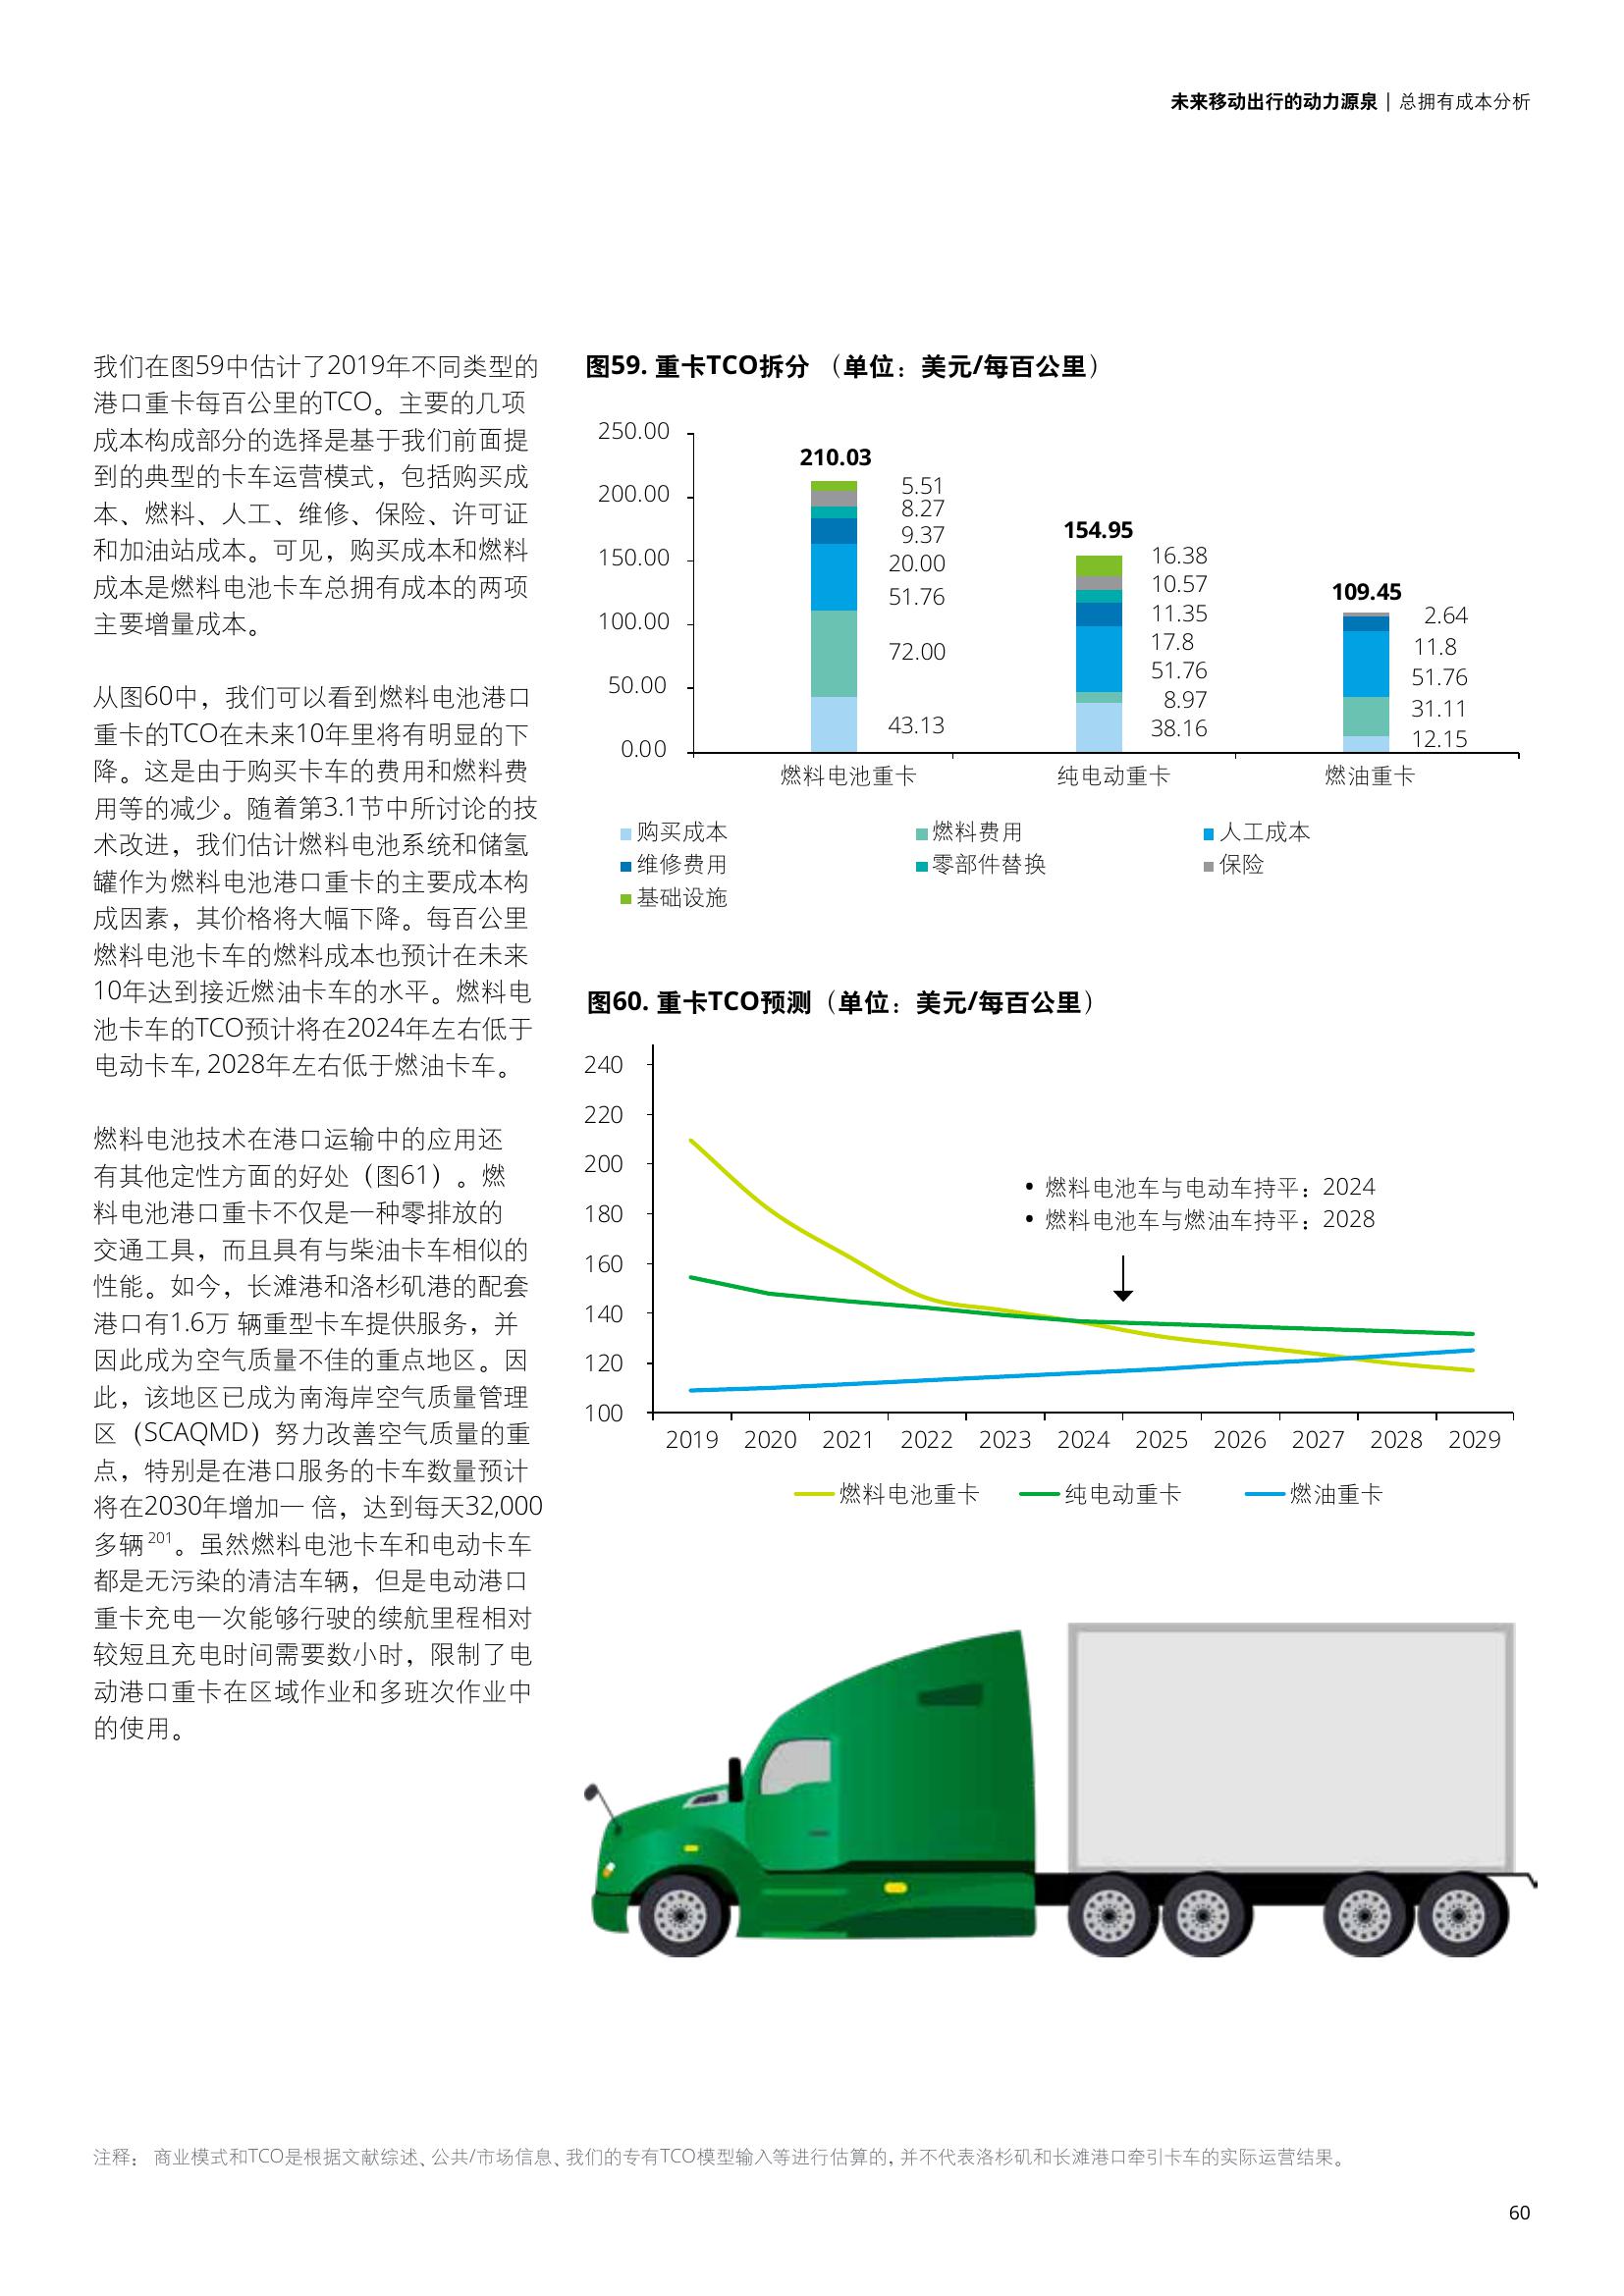 未来移动出行的动力源泉 | 总拥有成本分析
我们在图59中估计了2019年不同类型的
港口重卡每百公里的TCO。主要的几项
成本构成部分的选择是基于我们前面提
到的典型的卡车运营模式，包括购买成
本、燃料、人工、维修、保险、许可证
和加油站成本。可见，购买成本和燃料
成本是燃料电池卡车总拥有成本的两项
主要增量成本。
从图60中，我们可以看到燃料电池港口
重卡的TCO在未来10年里将有明显的下
降。这是由于购买卡车的费用和燃料费
用等的减少。随着第3.1节中所讨论的技
术改进，我们估计燃料电池系统和储氢
罐作为燃料电池港口重卡的主要成本构
成因素，其价格将大幅下降。每百公里
燃料电池卡车的燃料成本也预计在未来
10年达到接近燃油卡车的水平。燃料电
池卡车的TCO预计将在2024年左右低于
电动卡车, 2028年左右低于燃油卡车。
燃料电池技术在港口运输中的应用还
有其他定性方面的好处（图61）。燃
料电池港口重卡不仅是一种零排放的
交通工具，而且具有与柴油卡车相似的
性能。如今，长滩港和洛杉矶港的配套
港口有1.6万 辆重型卡车提供服务，并
因此成为空气质量不佳的重点地区。因
此，该地区已成为南海岸空气质量管理
区（SCAQMD）努力改善空气质量的重
点，特别是在港口服务的卡车数量预计
将在2030年增加一 倍，达到每天32,000
多辆201。虽然燃料电池卡车和电动卡车
都是无污染的清洁车辆，但是电动港口
重卡充电一次能够行驶的续航里程相对
较短且充电时间需要数小时，限制了电
动港口重卡在区域作业和多班次作业中
的使用。
图59. 重卡TCO拆分 （单位：美元/每百公里）
250.00
200.00
150.00
100.00
50.00
0.00
210.03
5.51
8.27
9.37
20.00
51.76
72.00
43.13
154.95
16.38
10.57
11.35
17.8
51.76
8.97
38.16
109.45
2.64
11.8
51.76
31.11
12.15
燃料电池重卡 纯电动重卡 燃油重卡
购买成本 燃料费用 人工成本
维修费用 零部件替换 保险
基础设施
图60. 重卡TCO预测（单位：美元/每百公里）
240
220
200
180
160
140
120
100
• 燃料电池车与电动车持平：2024
• 燃料电池车与燃油车持平：2028
2019 2020 2021 2022 2023 2024 2025 2026 2027 2028 2029
燃料电池重卡 纯电动重卡 燃油重卡
注释： 商业模式和TCO是根据文献综述、公共/市场信息、我们的专有TCO模型输入等进行估算的, 并不代表洛杉矶和长滩港口牵引卡车的实际运营结果。
60